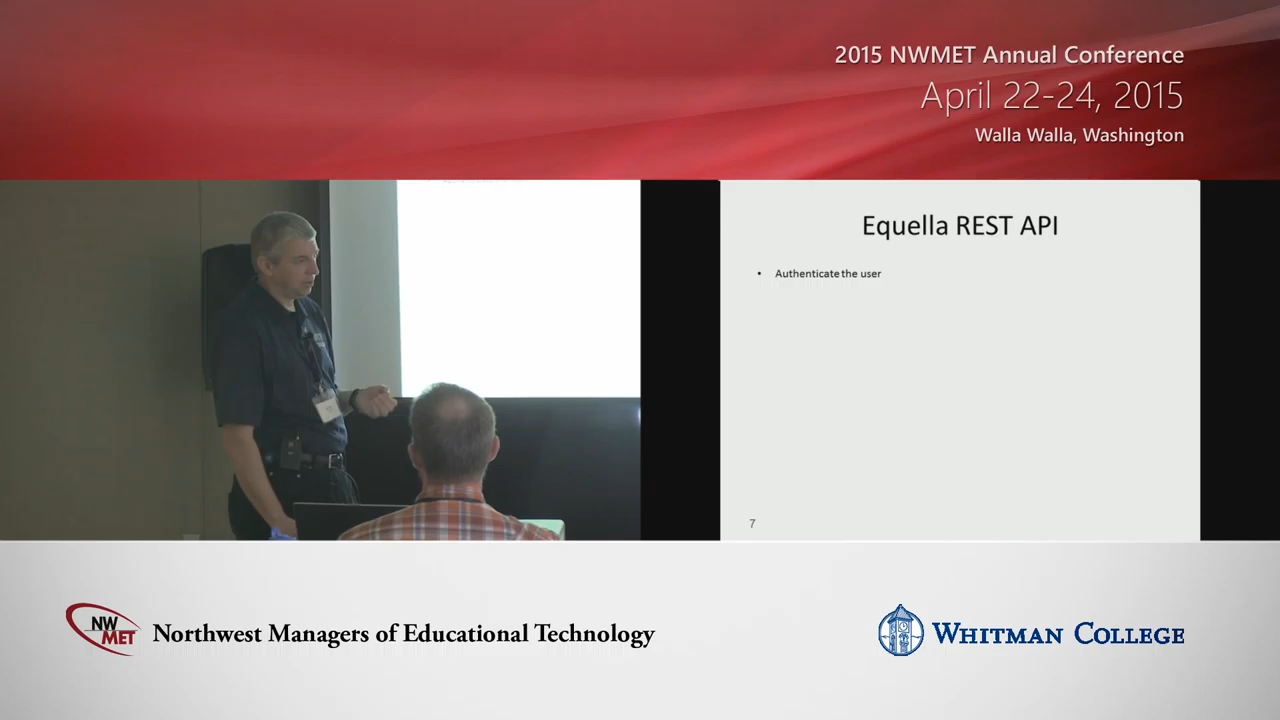 2015 NWMET Annual Conference
April 22-24, 2015
Walla Walla, Washington
Equella REST API
• Authenticate the user
7
NW
MET
Northwest Managers of Educational Technology
WHITMAN COLLEGE